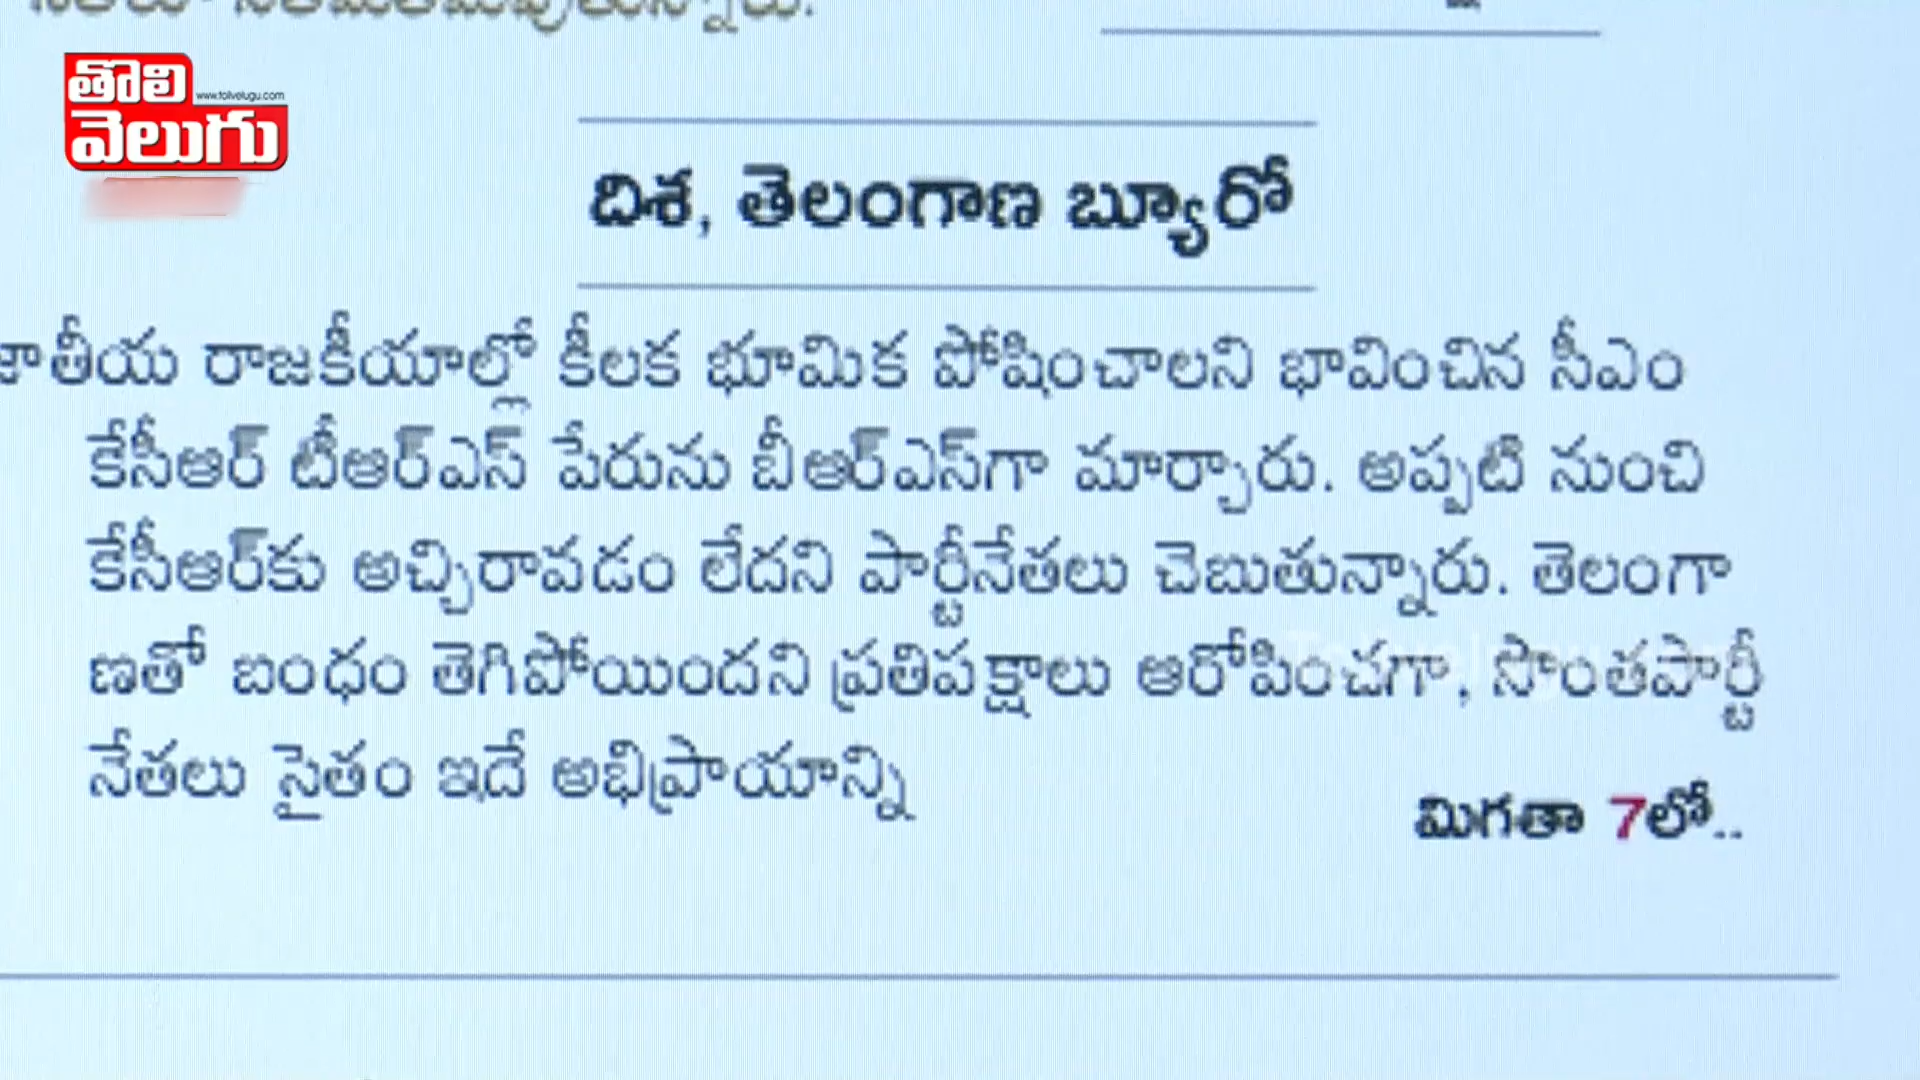 తొలి
www.tolivelugu.com
వెలుగు
దిశ, తెలంగాణ బ్యూరో
జాతీయ రాజకీయాల్లో కీలక భూమిక పోషించాలని భావించిన సీఎం
కేసీఆర్ టీఆర్ఎస్ పేరును బీఆర్ఎస్‌గా మార్చారు. అప్పటి నుంచి
కేసీఆర్‌కు అచ్చిరావడం లేదని పార్టీనేతలు చెబుతున్నారు. తెలంగా
ణతో బంధం తెగిపోయిందని ప్రతిపక్షాలు ఆరోపించగా, సొంతపార్టీ
నేతలు సైతం ఇదే అభిప్రాయాన్ని
మిగతా 7లో..